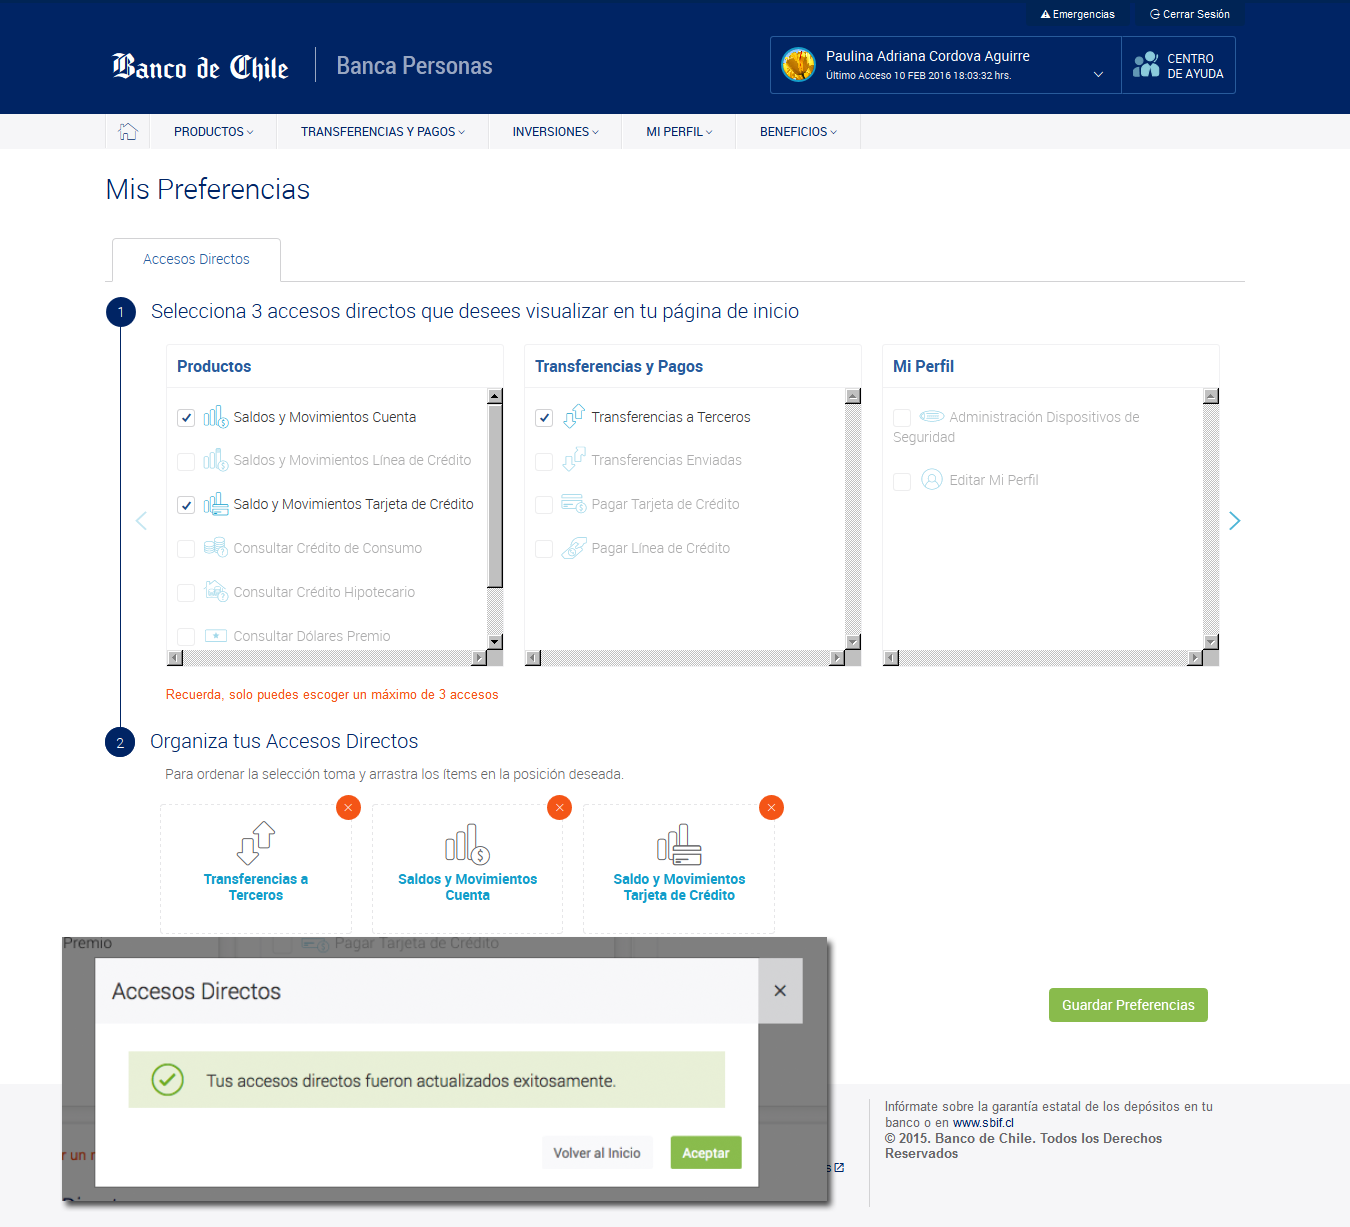 Emergencias
Cerrar Sesión
Banco de Chile
Banca Personas
Paulina Adriana Cordova Aguirre
Último Acceso 10 FEB 2016 18:03:32 hrs.
CENTRO
DE AYUDA
PRODUCTOS
TRANSFERENCIAS Y PAGOS
INVERSIONES
MI PERFIL
BENEFICIOS
Mis Preferencias
Accesos Directos
1
Selecciona 3 accesos directos que desees visualizar en tu página de inicio
Productos
Saldos y Movimientos Cuenta
Saldos y Movimientos Línea de Crédito
Saldo y Movimientos Tarjeta de Crédito
Consultar Crédito de Consumo
Consultar Crédito Hipotecario
Consultar Dólares Premio
Transferencias y Pagos
Transferencias a Terceros
Transferencias Enviadas
Pagar Tarjeta de Crédito
Pagar Línea de Crédito
Mi Perfil
Administración Dispositivos de
Seguridad
Editar Mi Perfil
Recuerda, solo puedes escoger un máximo de 3 accesos
2
Organiza tus Accesos Directos
Para ordenar la selección toma y arrastra los ítems en la posición deseada.
Transferencias a
Terceros
Saldos y Movimientos
Cuenta
Saldo y Movimientos
Tarjeta de Crédito
Premio
Pagar Tarjeta de Crédito
Accesos Directos
Tus accesos directos fueron actualizados exitosamente.
Volver al Inicio
Aceptar
Guardar Preferencias
Infórmate sobre la garantía estatal de los depósitos en tu
banco o en www.sbif.cl
© 2015. Banco de Chile. Todos los Derechos
Reservados